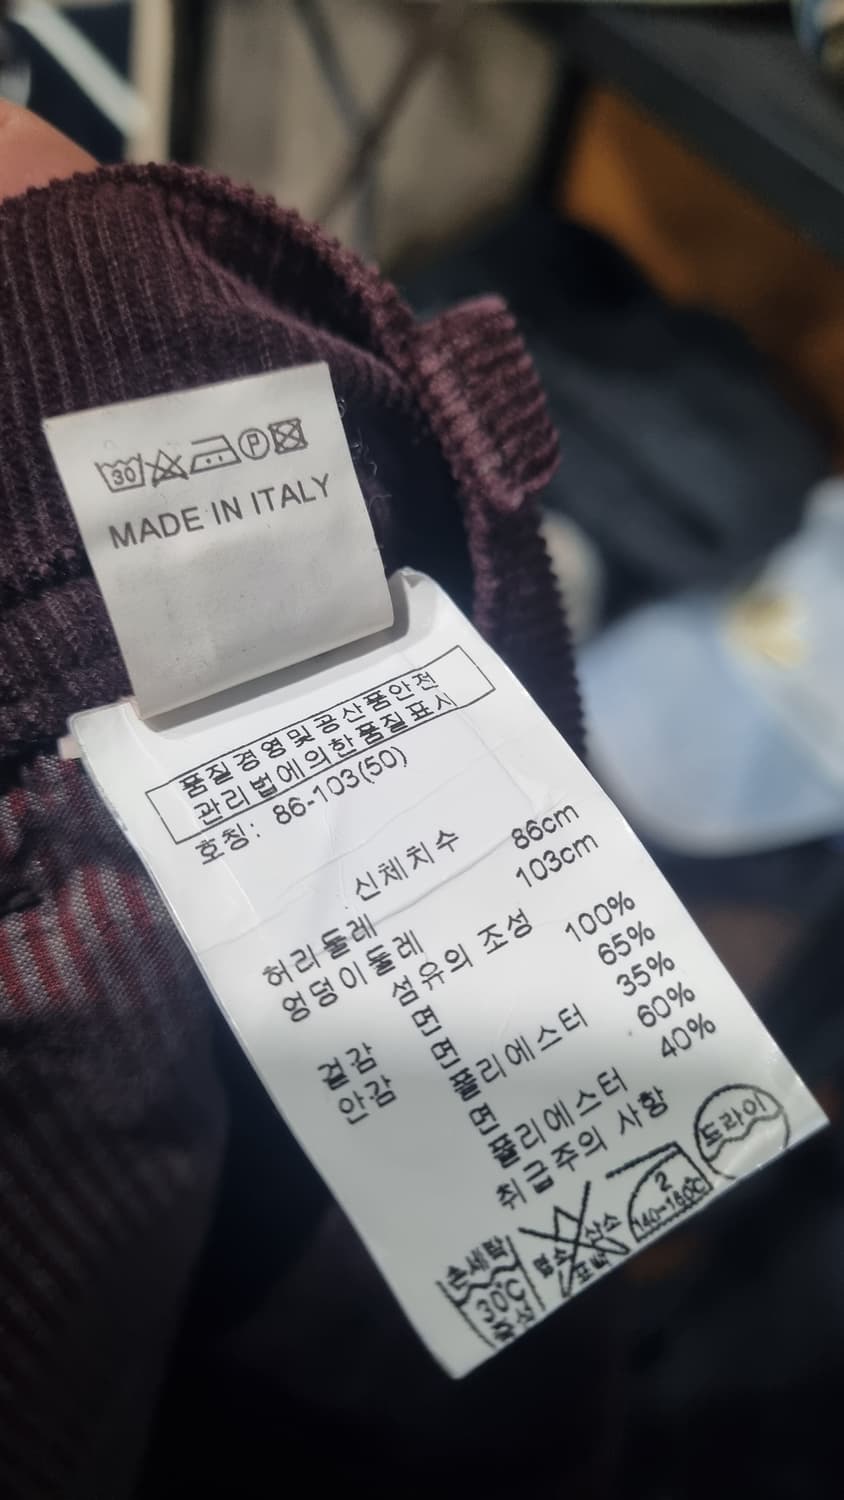 30 P
MADE IN ITALY
품질경영및공산품안전
관리법에의한품질표시
호칭: 86-103(50)
신체치수
허리둘레 86cm
엉덩이둘레 103cm
섬유의 조성
겉감 면 100%
안감 면 65%
폴리에스터 35%
면 60%
폴리에스터 40%
취급주의 사항
손세탁 30℃ 중성
염소 산소 표백
2 140-160℃
드라이